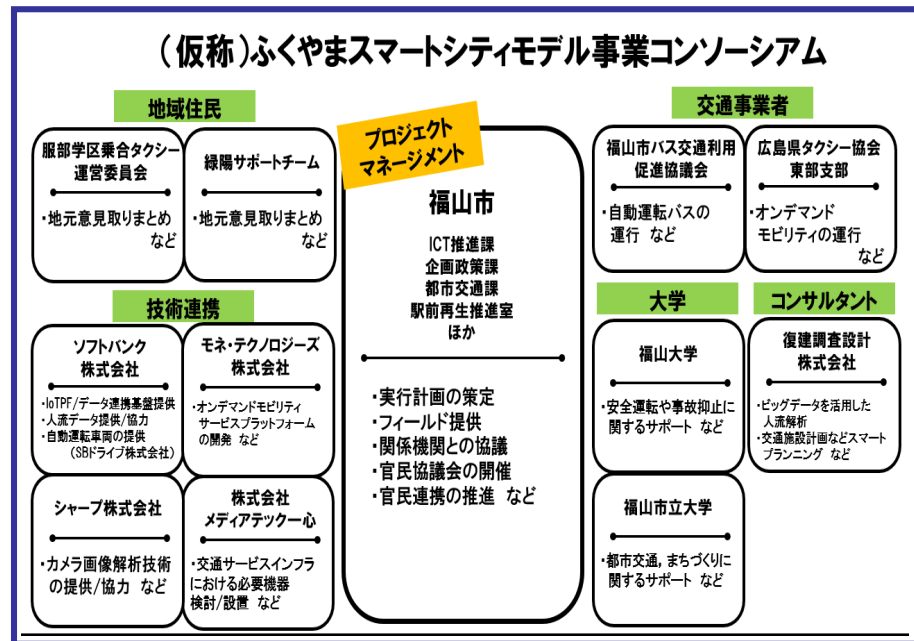 (仮称)ふくやまスマートシティモデル事業コンソーシアム
地域住民
服部学区乗合タクシー
運営委員会
・地元意見取りまとめ
など
緑陽サポートチーム
・地元意見取りまとめ
など
技術連携
ソフトバンク
株式会社
・IoTPF/データ連携基盤提供
・人流データ提供/協力
・自動運転車両の提供
(SBドライブ株式会社)
モネ・テクノロジーズ
株式会社
・オンデマンドモビリティ
サービスプラットフォーム
の開発 など
シャープ株式会社
・カメラ画像解析技術
の提供/協力 など
株式会社
メディアテック一心
・交通サービスインフラ
における必要機器
検討/設置 など
プロジェクト
マネージメント
福山市
ICT推進課
企画政策課
都市交通課
駅前再生推進室
ほか
・実行計画の策定
・フィールド提供
・関係機関との協議
・官民協議会の開催
・官民連携の推進 など
交通事業者
福山市バス交通利用
促進協議会
・自動運転バスの
運行 など
広島県タクシー協会
東部支部
・オンデマンド
モビリティの運行
など
大学
福山大学
・安全運転や事故抑止に
関するサポート など
福山市立大学
・都市交通,まちづくりに
関するサポート など
コンサルタント
復建調査設計
株式会社
・ビッグデータを活用した
人流解析
・交通施設計画などスマート
プランニング など